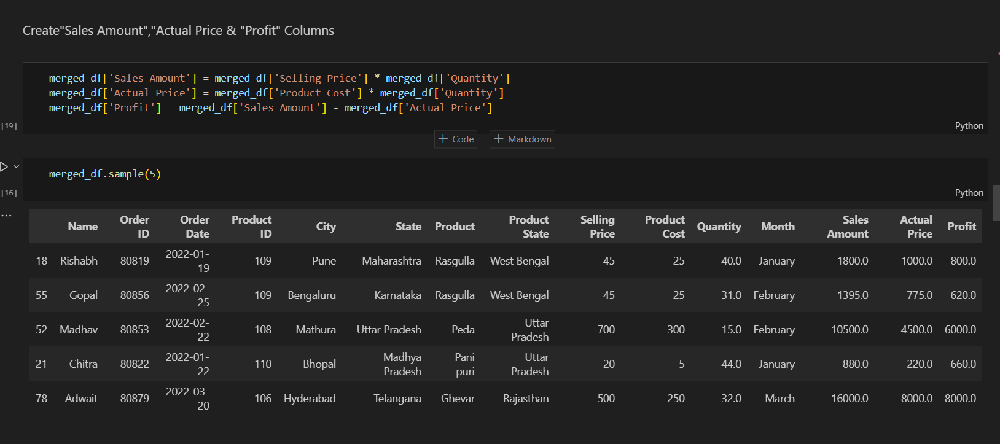 Create"Sales Amount","Actual Price & "Profit" Columns
merged_df['Sales Amount'] = merged_df['Selling Price'] * merged_df['Quantity']
merged_df['Actual Price'] = merged_df['Product Cost'] * merged_df['Quantity']
merged_df['Profit'] = merged_df['Sales Amount'] - merged_df['Actual Price']
[19] Python
+ Code + Markdown
merged_df.sample(5)
[16] Python
Name Order ID Order Date Product ID City State Product Product State Selling Price Product Cost Quantity Month Sales Amount Actual Price Profit
18 Rishabh 80819 2022-01-19 109 Pune Maharashtra Rasgulla West Bengal 45 25 40.0 January 1800.0 1000.0 800.0
55 Gopal 80856 2022-02-25 109 Bengaluru Karnataka Rasgulla West Bengal 45 25 31.0 February 1395.0 775.0 620.0
52 Madhav 80853 2022-02-22 108 Mathura Uttar Pradesh Peda Uttar Pradesh 700 300 15.0 February 10500.0 4500.0 6000.0
21 Chitra 80822 2022-01-22 110 Bhopal Madhya Pradesh Pani puri Uttar Pradesh 20 5 44.0 January 880.0 220.0 660.0
78 Adwait 80879 2022-03-20 106 Hyderabad Telangana Ghevar Rajasthan 500 250 32.0 March 16000.0 8000.0 8000.0